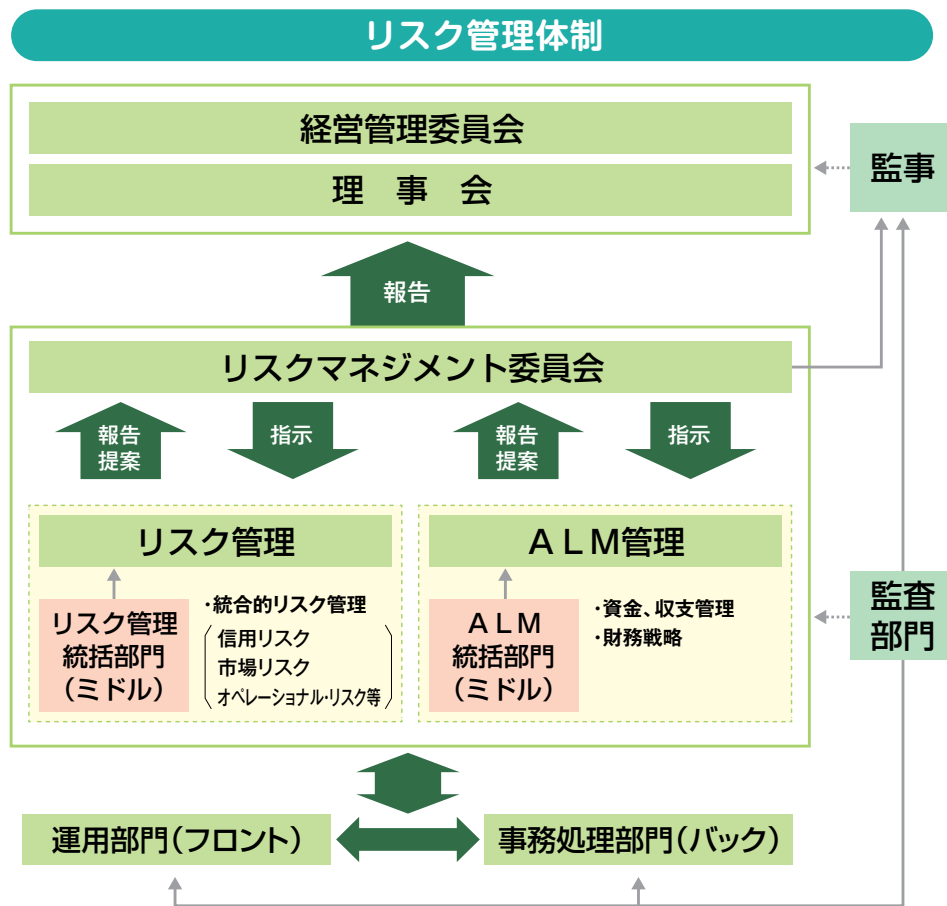 リスク管理体制
経営管理委員会
理　事　会
監事
報告
リスクマネジメント委員会
報告
提案
指示
報告
提案
指示
リスク管理
リスク管理
統括部門
（ミドル）
・統合的リスク管理
信用リスク
市場リスク
オペレーショナル・リスク等
ＡＬＭ管理
ＡＬＭ
統括部門
（ミドル）
・資金、収支管理
・財務戦略
監査
部門
運用部門（フロント）
事務処理部門（バック）